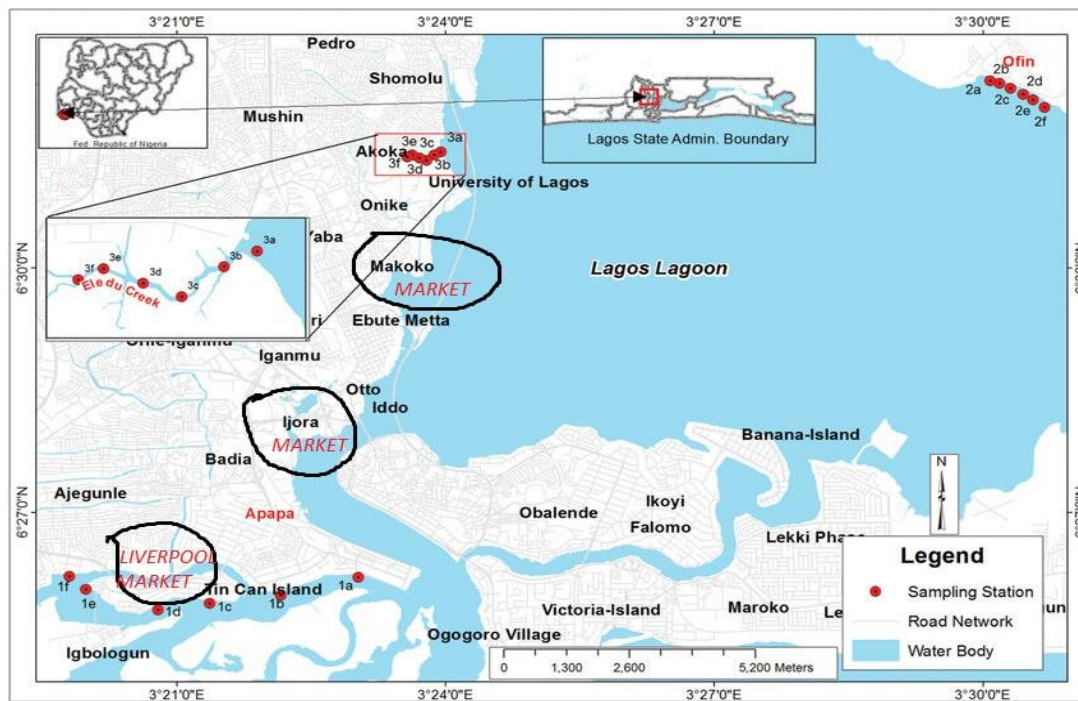 3°21'0"E
3°24'0"E
3°27'0"E
3°30'0"E
Pedro
Shomolu
Mushin
Fed. Republic of Nigeria
Lagos State Admin. Boundary
Ofin
2a
2b
2c
2d
2e
2f
Akoka
3e
3c
3a
3f
3d
3b
University of Lagos
Onike
Yaba
3a
3b
3e
3f
3d
3c
Eledu Creek
6°30'0"N
Makoko
MARKET
Lagos Lagoon
Ebute Metta
Iganmu
Otto
Iddo
Ijora
MARKET
Badia
Banana-Island
N
Ajegunle
6°27'0"N
Apapa
Obalende
Ikoyi
Falomo
Lekki Phase
LIVERPOOL
MARKET
Tin Can Island
1f
1e
1d
1c
1b
1a
Victoria-Island
Maroko
Igbologun
Ogogoro Village
0
1,300
2,600
5,200 Meters
Legend
Sampling Station
Road Network
Water Body
3°21'0"E
3°24'0"E
3°27'0"E
3°30'0"E